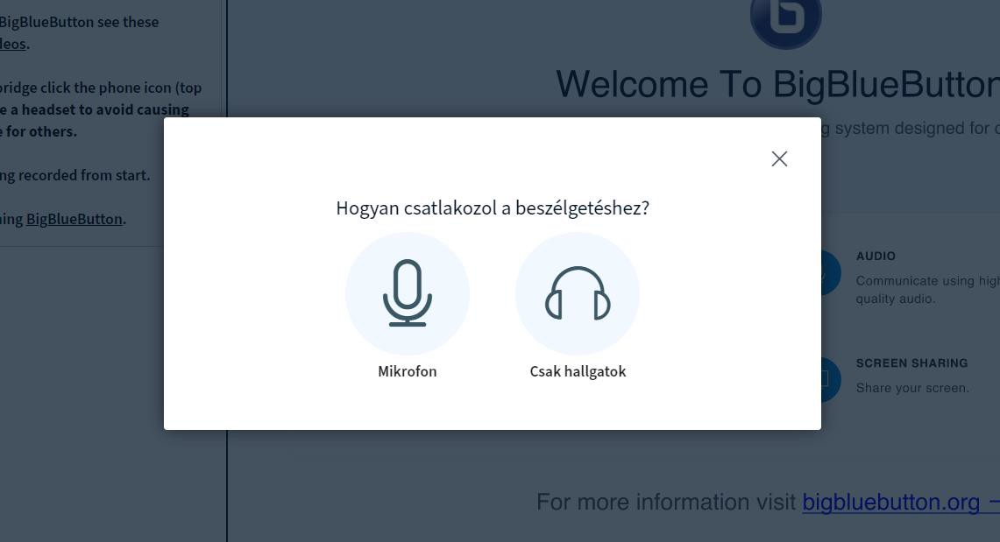 BigBlueButton see these
deos.
bridge click the phone icon (top
e a headset to avoid causing
e for others.
ng recorded from start.
ning BigBlueButton.
Welcome To BigBlueButton
g system designed for
Hogyan csatlakozol a beszélgetéshez?
Mikrofon
Csak hallgatok
AUDIO
Communicate using high
quality audio.
SCREEN SHARING
Share your screen.
For more information visit bigbluebutton.org →